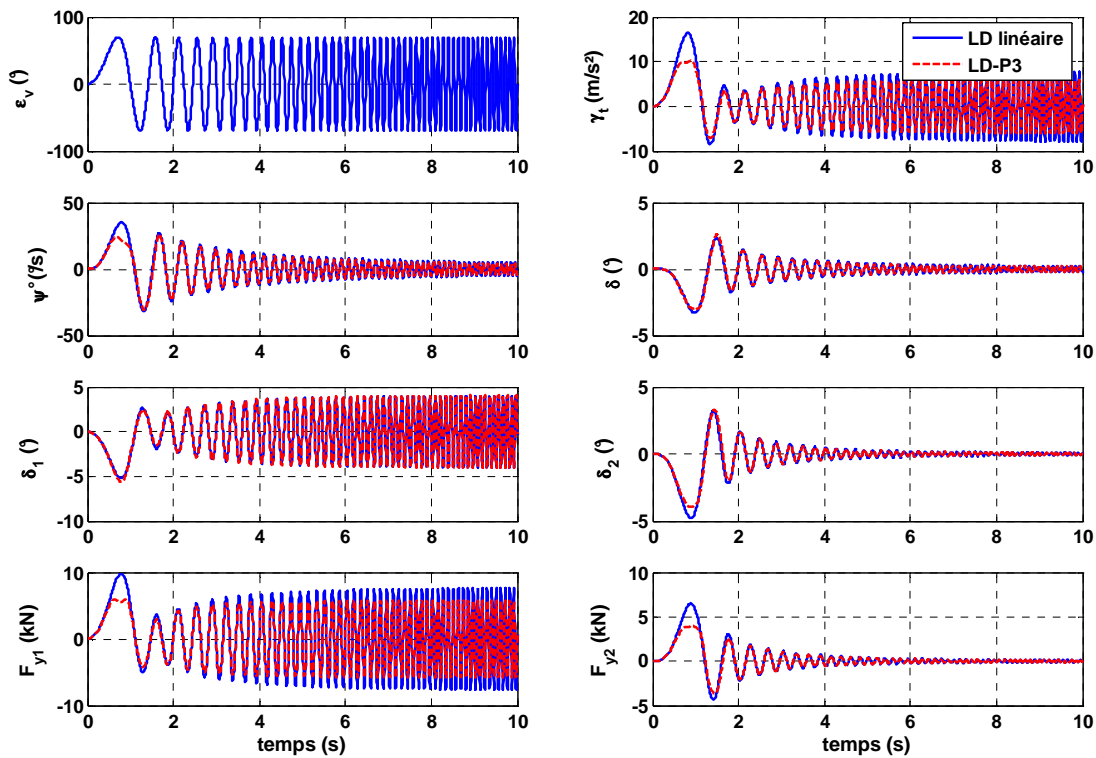 ε_v (°)
100
0
-100
0 2 4 6 8 10
γ_t (m/s²)
20
10
0
-10
0 2 4 6 8 10
LD linéaire
LD-P3
ψ° (°/s)
50
0
-50
0 2 4 6 8 10
δ (°)
5
0
-5
0 2 4 6 8 10
δ_1 (°)
5
0
-5
-10
0 2 4 6 8 10
δ_2 (°)
5
0
-5
0 2 4 6 8 10
F_y1 (kN)
10
0
-10
0 2 4 6 8 10
temps (s)
F_y2 (kN)
10
5
0
-5
0 2 4 6 8 10
temps (s)